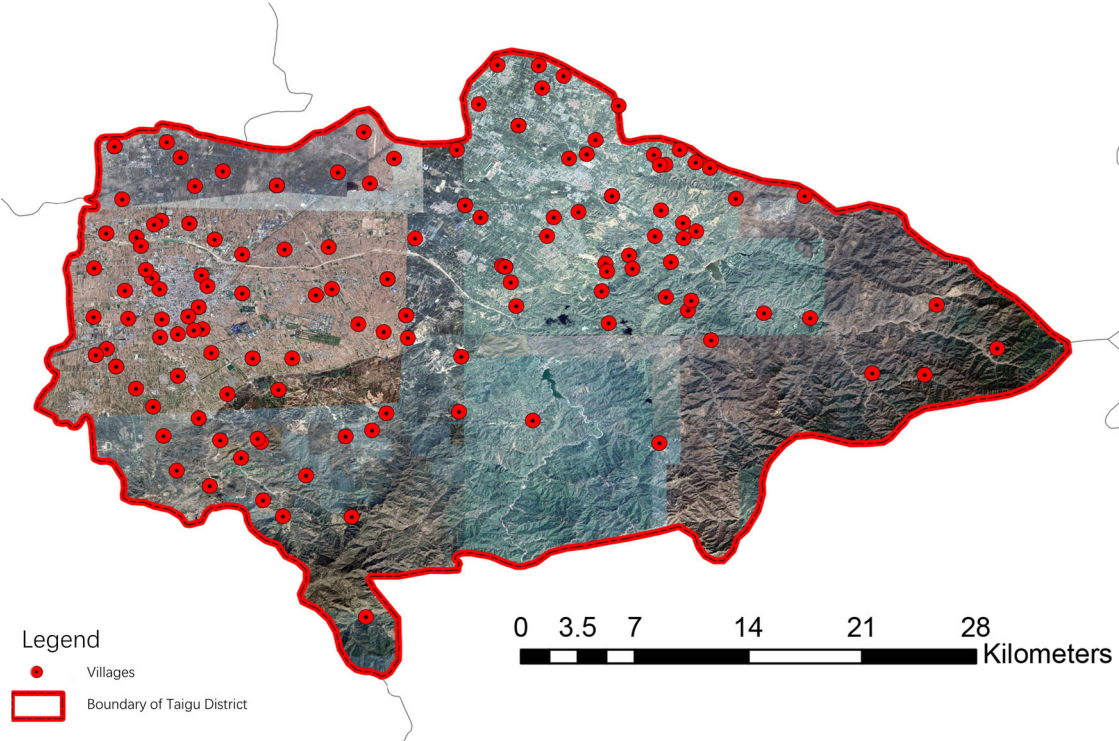 0 3.5 7 14 21 28
Kilometers
Legend
Villages
Boundary of Taigu District